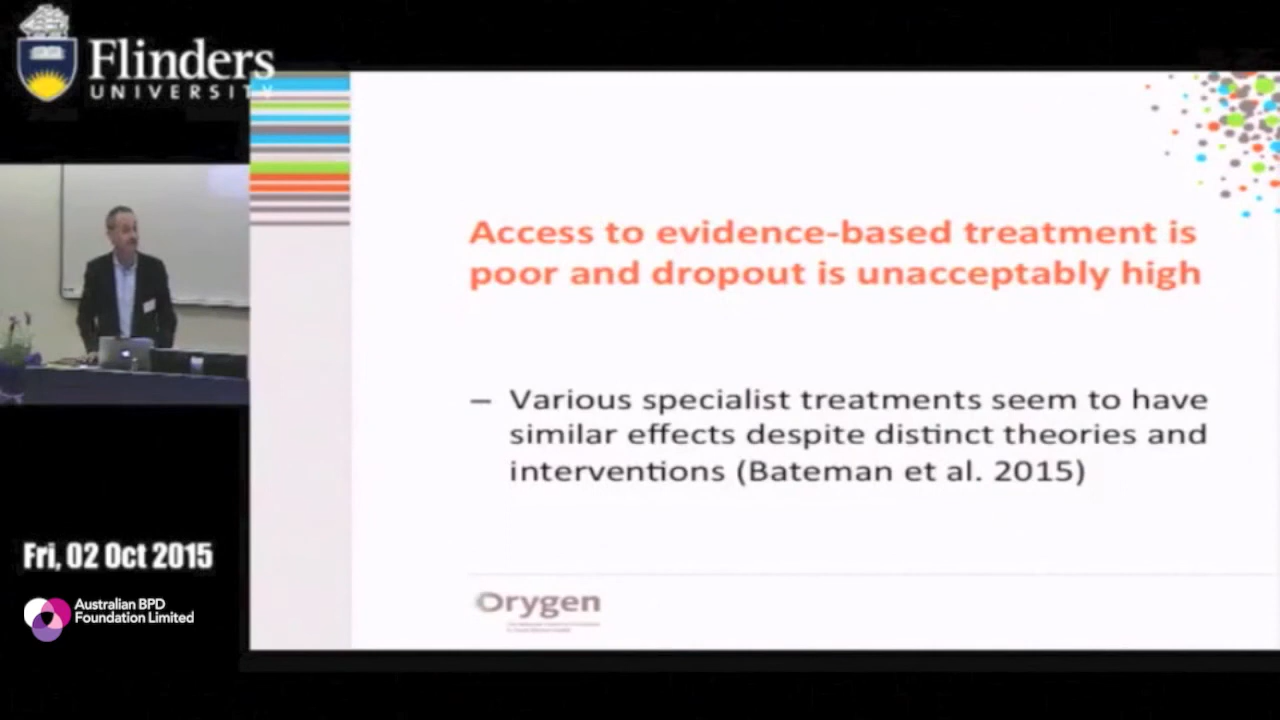 Flinders
UNIVERSITY
Access to evidence-based treatment is
poor and dropout is unacceptably high
– Various specialist treatments seem to have
similar effects despite distinct theories and
interventions (Bateman et al. 2015)
Orygen
Fri, 02 Oct 2015
Australian BPD
Foundation Limited